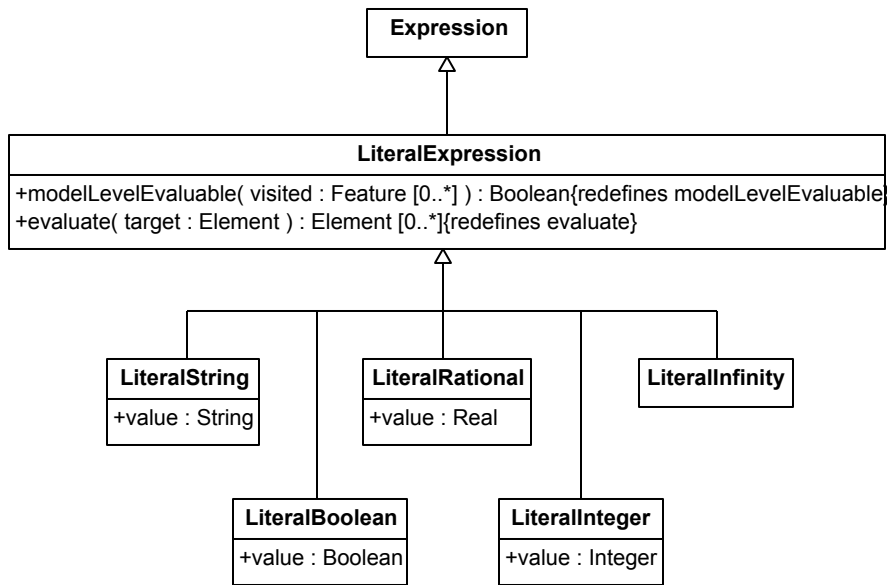 Expression
LiteralExpression
+modelLevelEvaluable( visited : Feature [0..*] ) : Boolean{redefines modelLevelEvaluable}
+evaluate( target : Element ) : Element [0..*]{redefines evaluate}
LiteralString
+value : String
LiteralRational
+value : Real
LiteralInfinity
LiteralBoolean
+value : Boolean
LiteralInteger
+value : Integer